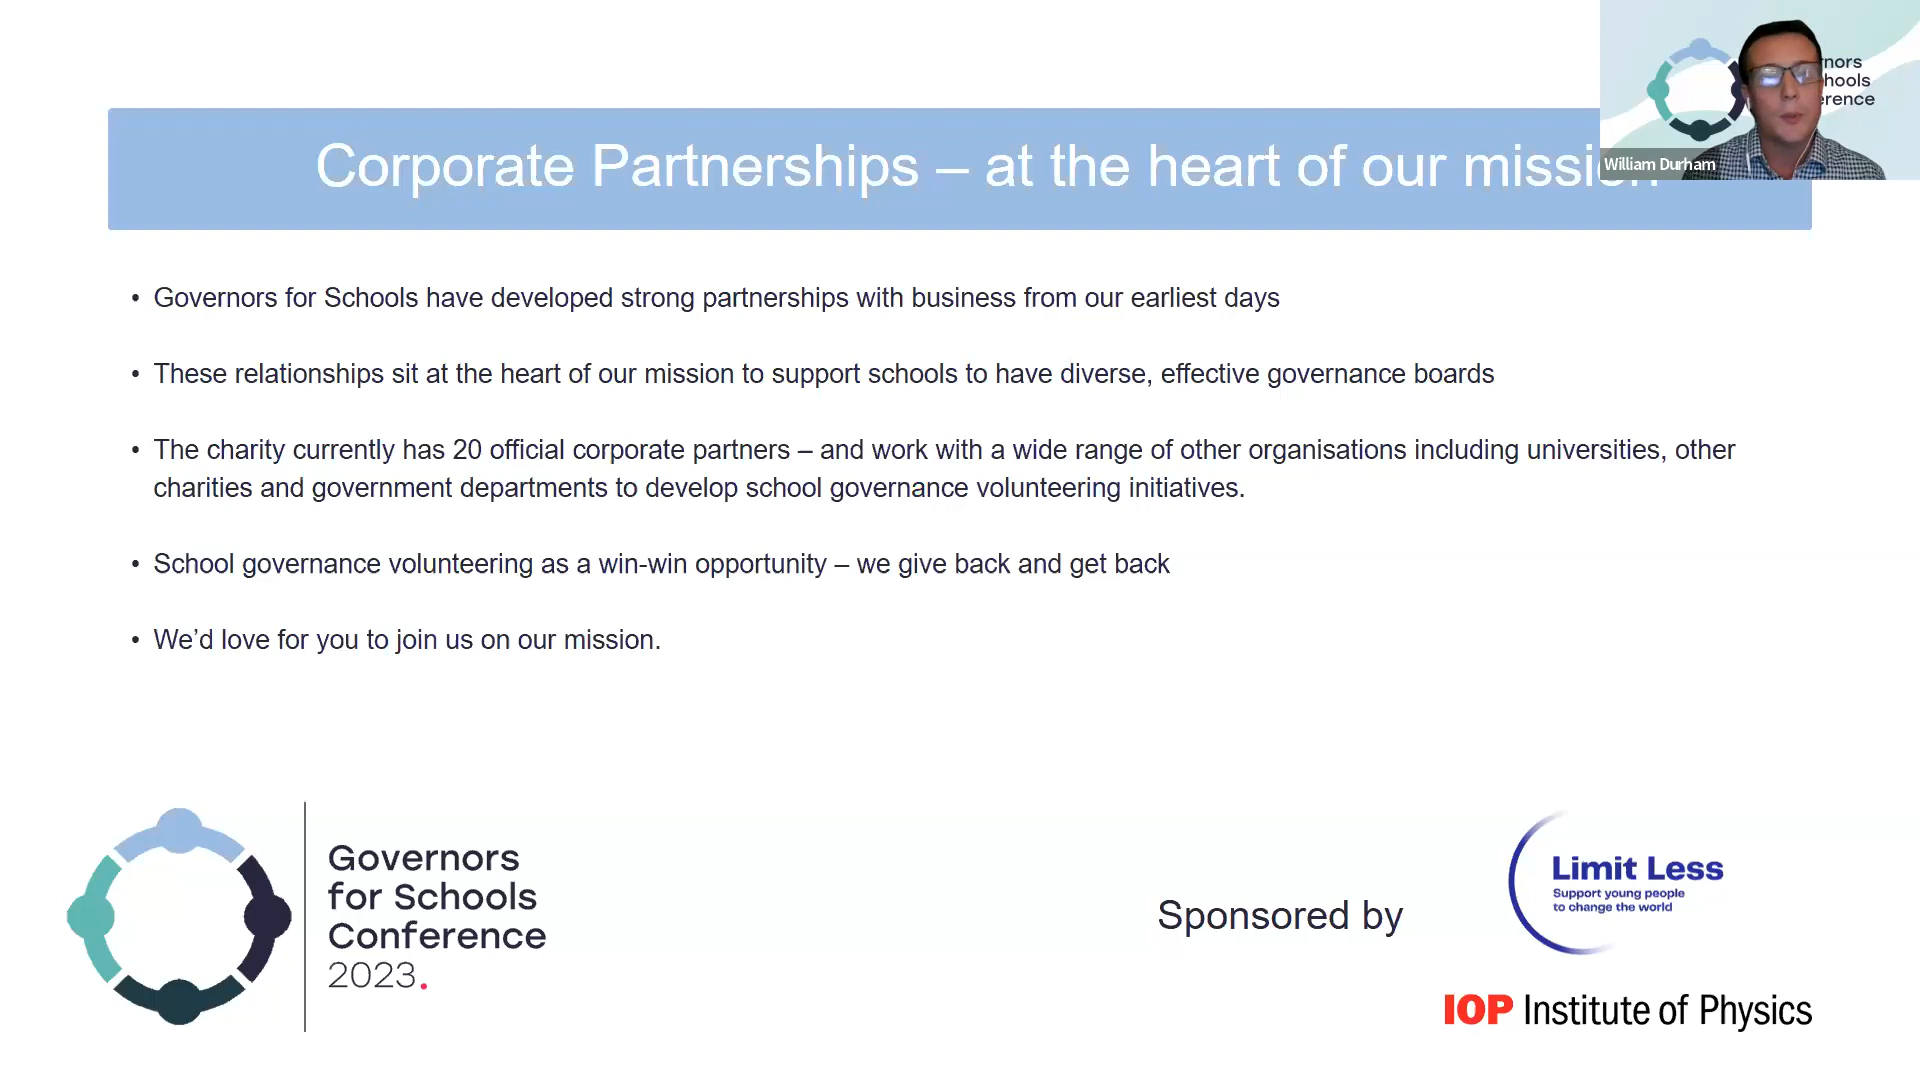 Corporate Partnerships – at the heart of our mission
nors
hools
erence
William Durham
• Governors for Schools have developed strong partnerships with business from our earliest days
• These relationships sit at the heart of our mission to support schools to have diverse, effective governance boards
• The charity currently has 20 official corporate partners – and work with a wide range of other organisations including universities, other
charities and government departments to develop school governance volunteering initiatives.
• School governance volunteering as a win-win opportunity – we give back and get back
• We’d love for you to join us on our mission.
Governors
for Schools
Conference
2023.
Sponsored by
Limit Less
Support young people
to change the world
IOP Institute of Physics